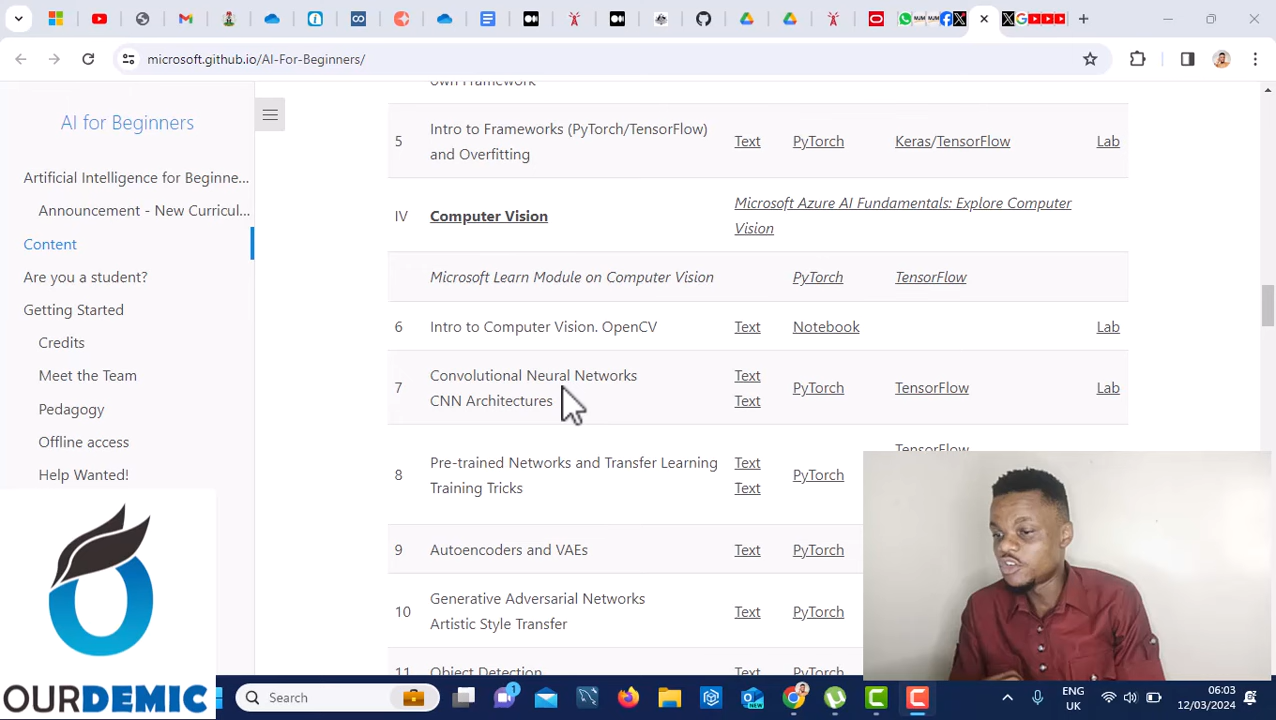 microsoft.github.io/AI-For-Beginners/
AI for Beginners
Artificial Intelligence for Beginne...
Announcement - New Curricul...
Content
Are you a student?
Getting Started
Credits
Meet the Team
Pedagogy
Offline access
Help Wanted!
own Framework
5 Intro to Frameworks (PyTorch/TensorFlow) Text PyTorch Keras/TensorFlow Lab
and Overfitting
IV Computer Vision Microsoft Azure AI Fundamentals: Explore Computer
Vision
Microsoft Learn Module on Computer Vision PyTorch TensorFlow
6 Intro to Computer Vision. OpenCV Text Notebook Lab
7 Convolutional Neural Networks Text PyTorch TensorFlow Lab
CNN Architectures Text
TensorFlow
8 Pre-trained Networks and Transfer Learning Text PyTorch
Training Tricks Text
9 Autoencoders and VAEs Text PyTorch
10 Generative Adversarial Networks Text PyTorch
Artistic Style Transfer
11 Object Detection Text PyTorch
OURDEMIC
Search
1
NEW
ENG
UK
06:03
12/03/2024